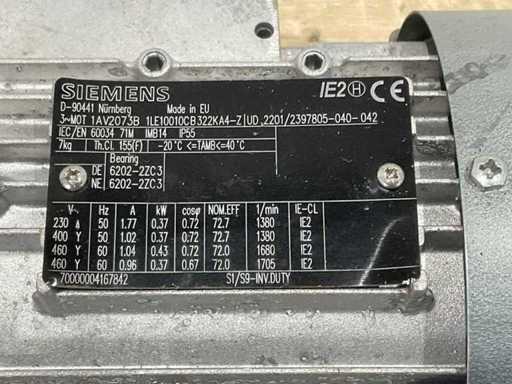 SIEMENS IE2 H CE
D-90441 Nürnberg Made in EU
3~MOT 1AV2073B 1LE10010CB322KA4-Z UD 2201/2397805-040-042
IEC/EN 60034 71M IMB14 IP55
7kg Th.CL 155(F) -20°C <=TAMB<=40°C
Bearing
DE 6202-2ZC3
NE 6202-2ZC3
V Hz A kW cosφ NOM.EFF 1/min IE-CL
230 Δ 50 1.77 0.37 0.72 72.7 1380 IE2
400 Y 50 1.02 0.37 0.72 72.7 1380 IE2
460 Y 60 1.04 0.43 0.72 72.0 1680 IE2
460 Y 60 0.96 0.37 0.67 72.0 1705 IE2
70000004167842 S1/S9-INV.DUTY